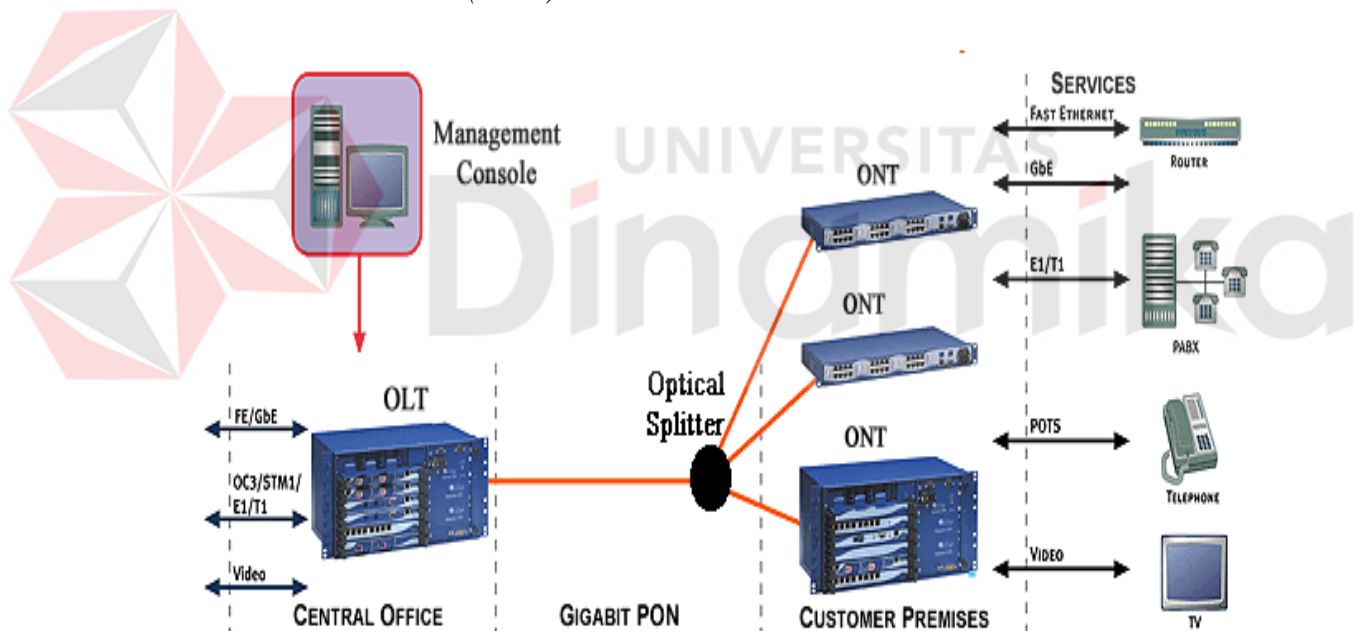 SERVICES
FAST ETHERNET
ROUTER
GbE
E1/T1
PABX
POTS
TELEPHONE
VIDEO
TV
UNIVERSITAS
Dinamika
Management
Console
ONT
ONT
ONT
Optical
Splitter
OLT
FE/GbE
OC3/STM1/
E1/T1
Video
CENTRAL OFFICE
GIGABIT PON
CUSTOMER PREMISES